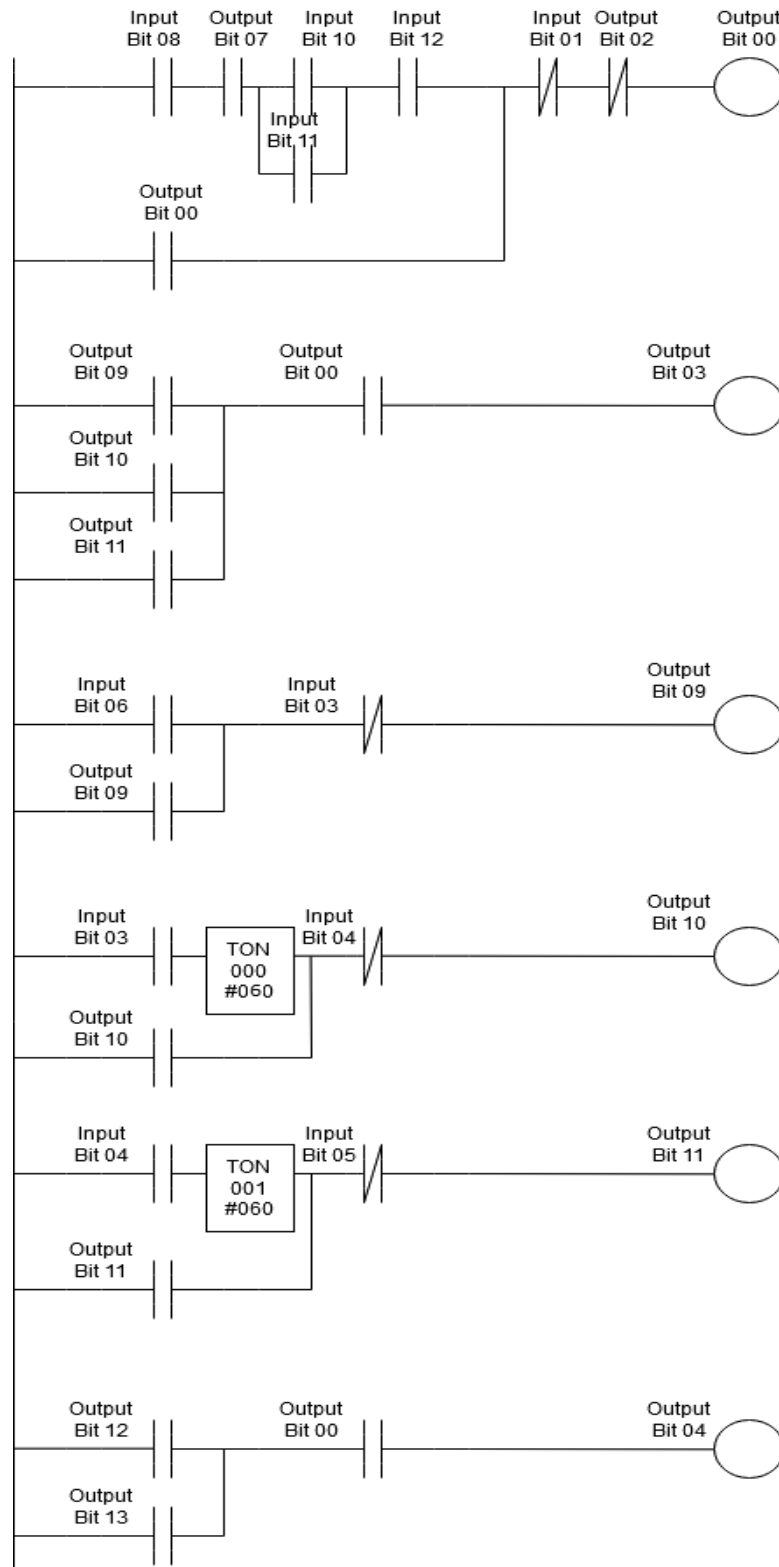 Input Output Input Input Input Output Output
Bit 08 Bit 07 Bit 10 Bit 12 Bit 01 Bit 02 Bit 00
Input
Bit 11
Output
Bit 00
Output Output Output
Bit 09 Bit 00 Bit 03
Output
Bit 10
Output
Bit 11
Input Input Output
Bit 06 Bit 03 Bit 09
Output
Bit 09
Input Input Output
Bit 03 Bit 04 Bit 10
TON
000
#060
Output
Bit 10
Input Input Output
Bit 04 Bit 05 Bit 11
TON
001
#060
Output
Bit 11
Output Output Output
Bit 12 Bit 00 Bit 04
Output
Bit 13